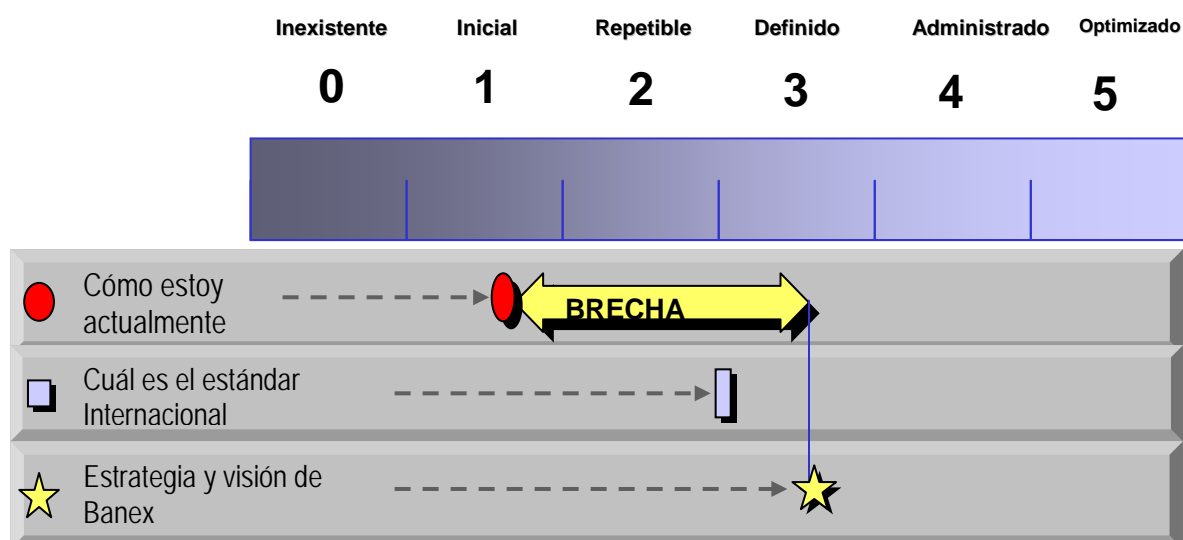 Inexistente Inicial Repetible Definido Administrado Optimizado
0 1 2 3 4 5
Cómo estoy
actualmente
BRECHA
Cuál es el estándar
Internacional
Estrategia y visión de
Banex